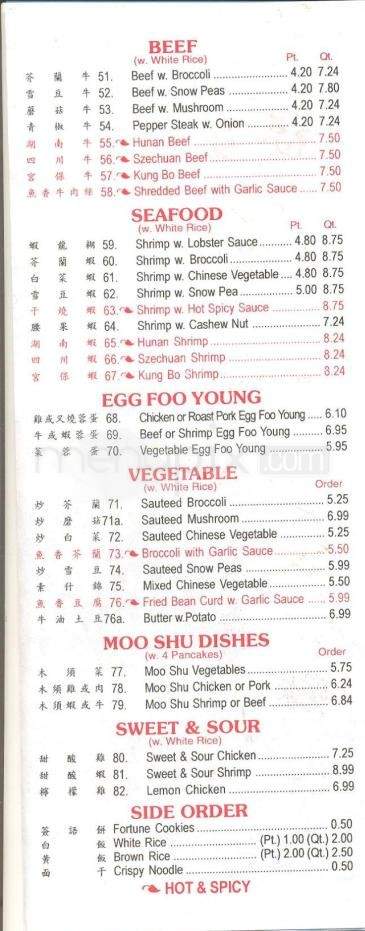 BEEF
(w. White Rice) Pt. Qt.
芥蘭牛 51. Beef w. Broccoli 4.20 7.24
雪豆牛 52. Beef w. Snow Peas 4.20 7.80
蘑菇牛 53. Beef w. Mushroom 4.20 7.24
青椒牛 54. Pepper Steak w. Onion 4.20 7.24
湖南牛 55. Hunan Beef 7.50
四川牛 56. Szechuan Beef 7.50
宮保牛 57. Kung Bo Beef 7.50
魚香牛肉絲 58. Shredded Beef with Garlic Sauce 7.50
SEAFOOD
(w. White Rice) Pt. Qt.
蝦龍糊 59. Shrimp w. Lobster Sauce 4.80 8.75
芥蘭蝦 60. Shrimp w. Broccoli 4.80 8.75
白菜蝦 61. Shrimp w. Chinese Vegetable 4.80 8.75
雪豆蝦 62. Shrimp w. Snow Pea 5.00 8.75
干燒蝦 63. Shrimp w. Hot Spicy Sauce 8.75
腰果蝦 64. Shrimp w. Cashew Nut 7.24
湖南蝦 65. Hunan Shrimp 8.24
四川蝦 66. Szechuan Shrimp 8.24
宮保蝦 67. Kung Bo Shrimp 8.24
EGG FOO YOUNG
雞或叉燒蓉蛋 68. Chicken or Roast Pork Egg Foo Young 6.10
牛或蝦蓉蛋 69. Beef or Shrimp Egg Foo Young 6.95
菜蓉蛋 70. Vegetable Egg Foo Young 5.95
VEGETABLE
(w. White Rice) Order
炒芥蘭 71. Sauteed Broccoli 5.25
炒磨菇 71a. Sauteed Mushroom 6.99
炒白菜 72. Sauteed Chinese Vegetable 5.25
魚香芥蘭 73. Broccoli with Garlic Sauce 5.50
炒雪豆 74. Sauteed Snow Peas 5.99
素什錦 75. Mixed Chinese Vegetable 5.50
魚香豆腐 76. Fried Bean Curd w. Garlic Sauce 5.99
牛油土豆 76a. Butter w.Potato 6.99
MOO SHU DISHES
(w. 4 Pancakes) Order
木須菜 77. Moo Shu Vegetables 5.75
木須雞或肉 78. Moo Shu Chicken or Pork 6.24
木須蝦或牛 79. Moo Shu Shrimp or Beef 6.84
SWEET & SOUR
(w. White Rice)
甜酸雞 80. Sweet & Sour Chicken 7.25
甜酸蝦 81. Sweet & Sour Shrimp 8.99
檸檬雞 82. Lemon Chicken 6.99
SIDE ORDER
簽語餅 Fortune Cookies 0.50
白飯 White Rice (Pt.) 1.00 (Qt.) 2.00
黃飯 Brown Rice (Pt.) 2.00 (Qt.) 2.50
面干 Crispy Noodle 0.50
HOT & SPICY